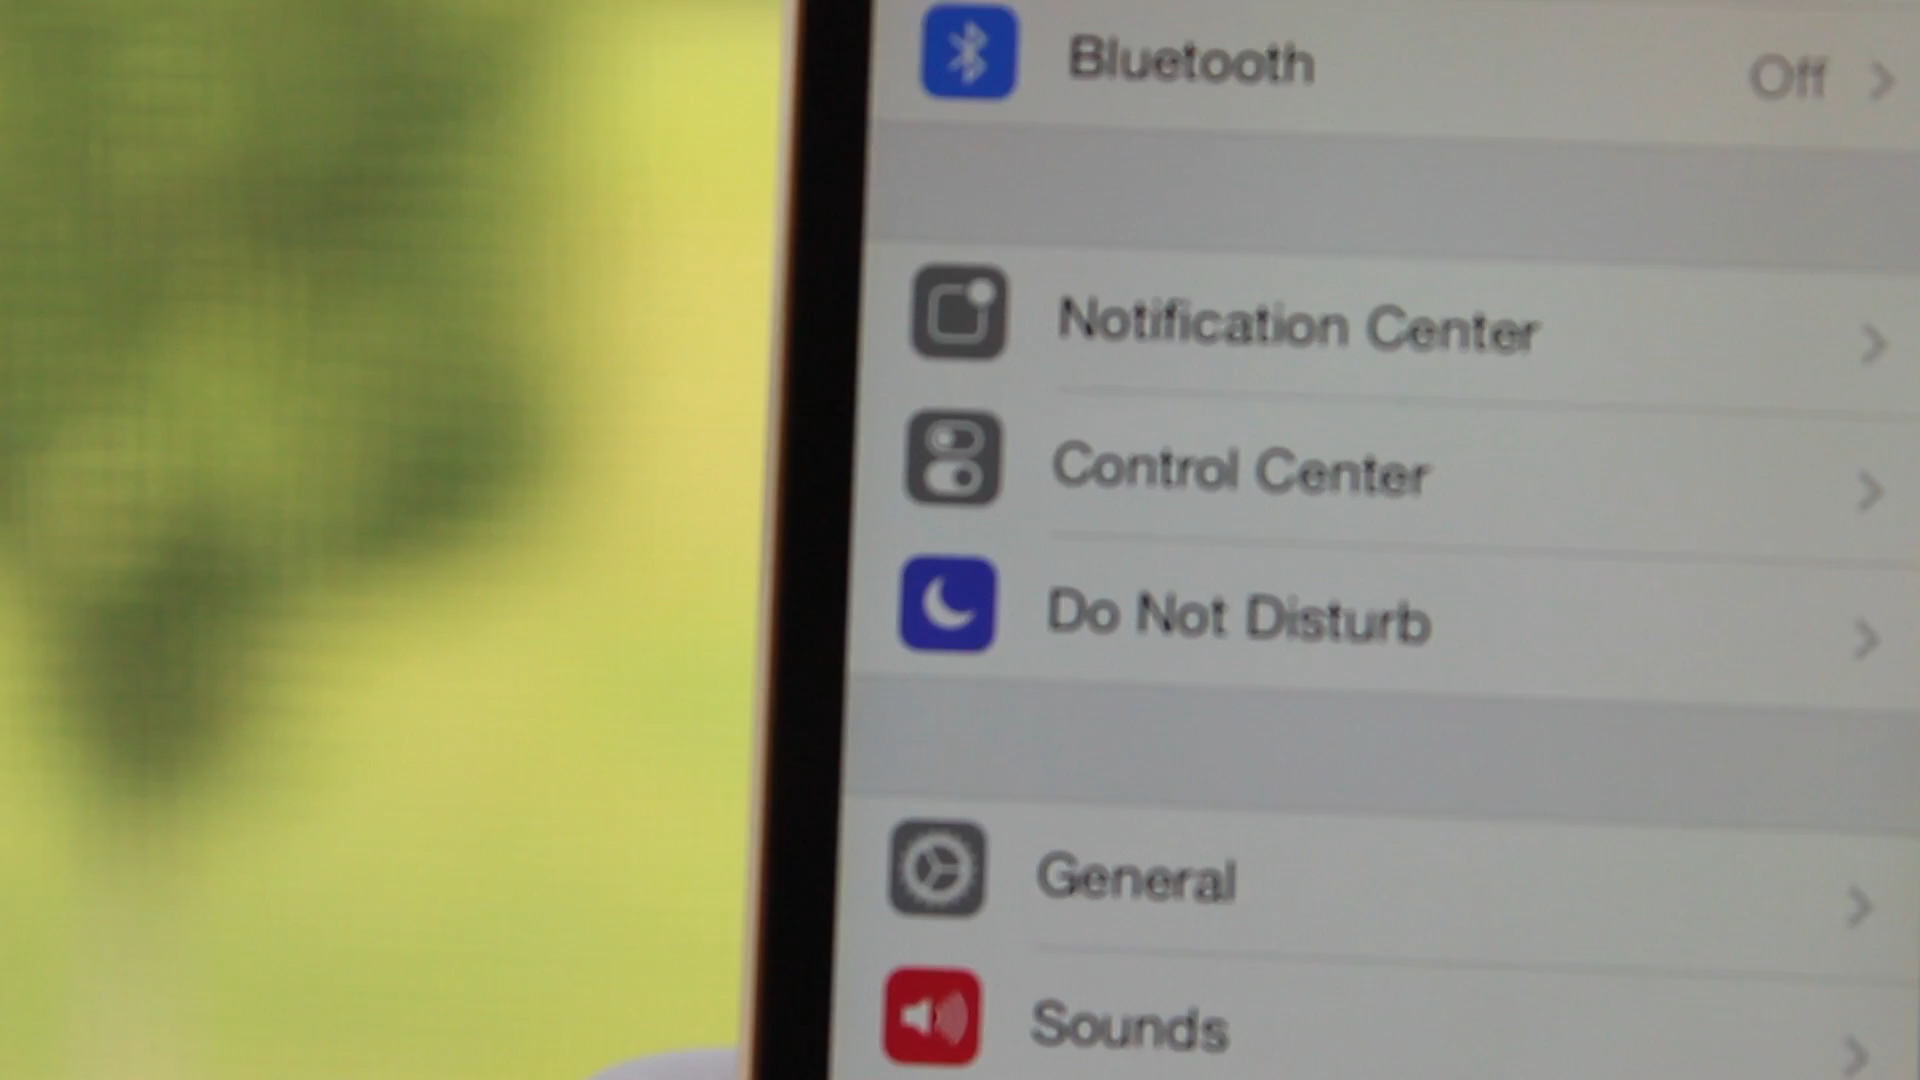 Bluetooth Off
Notification Center
Control Center
Do Not Disturb
General
Sounds